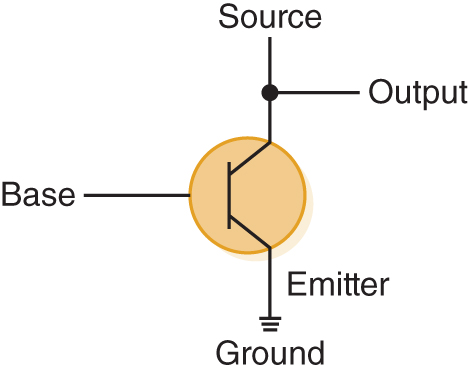 Source
Output
Base
Emitter
Ground